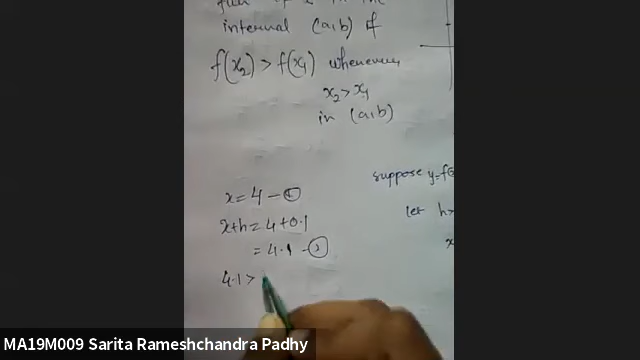 internal (a,b) if
f(x₂) > f(x₁) whenever
x₂ > x₁
in (a,b)
x = 4 – ①
x+h = 4+0.1
= 4.1 – ②
4.1 >
suppose y=f(
let h>
x
MA19M009 Sarita Rameshchandra Padhy